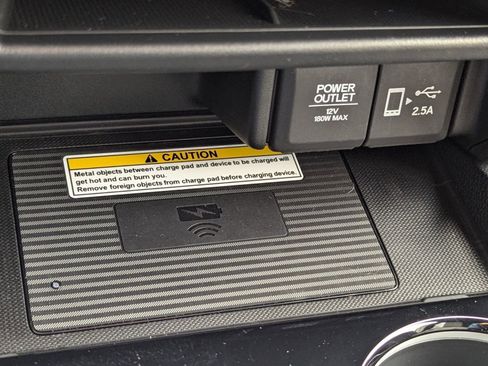 POWER
OUTLET
12V
180W MAX
2.5A
CAUTION
Metal objects between charge pad and device to be charged will
get hot and can burn you.
Remove foreign objects from charge pad before charging device.